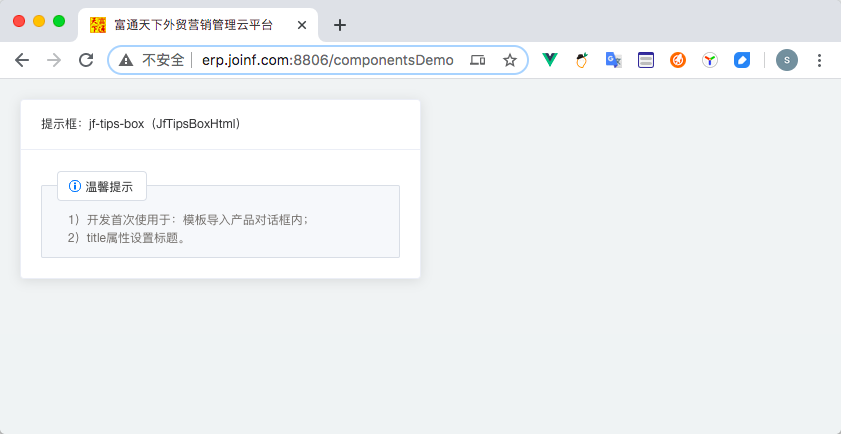 富通天下外贸营销管理云平台
不安全
erp.joinf.com:8806/componentsDemo
s
提示框：jf-tips-box（JfTipsBoxHtml）
温馨提示
1）开发首次使用于：模板导入产品对话框内；
2）title属性设置标题。